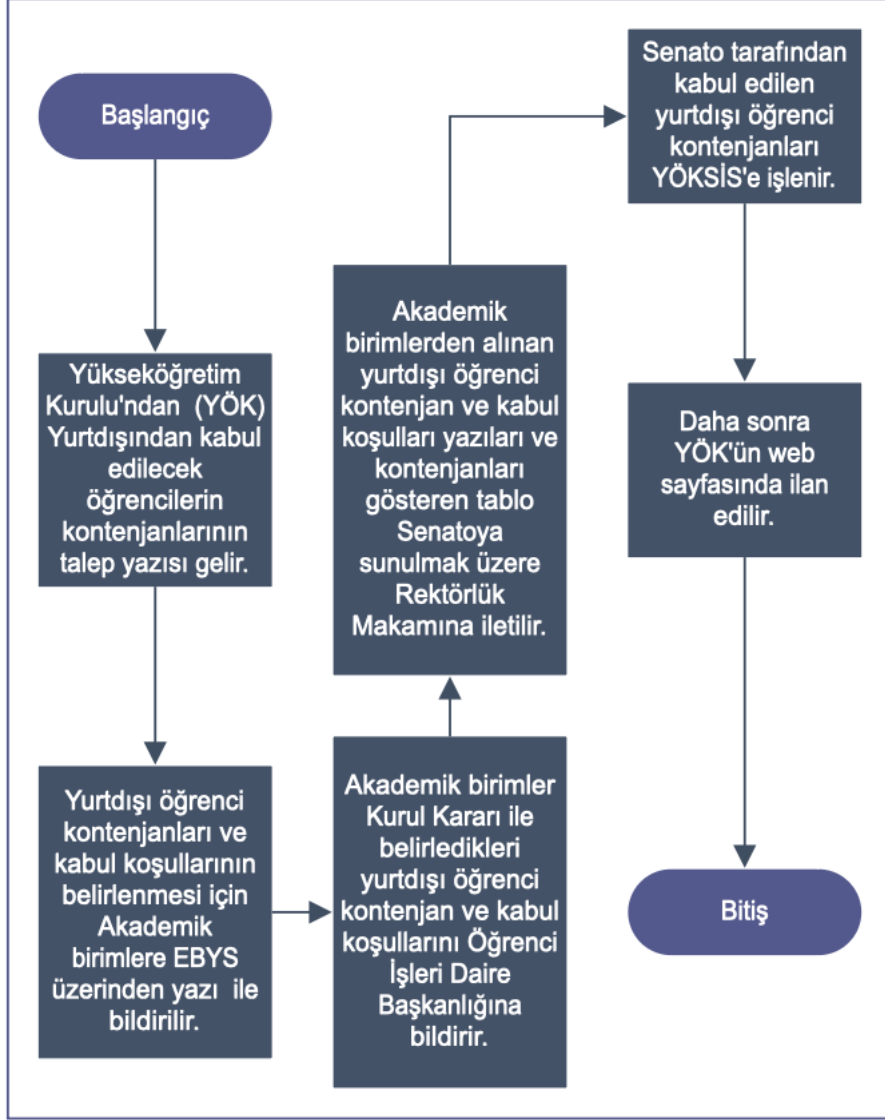 Başlangıç
Yükseköğretim
Kurulu'ndan (YÖK)
Yurtdışından kabul
edilecek
öğrencilerin
kontenjanlarının
talep yazısı gelir.
Yurtdışı öğrenci
kontenjanları ve
kabul koşullarının
belirlenmesi için
Akademik
birimlere EBYS
üzerinden yazı ile
bildirilir.
Akademik birimler
Kurul Kararı ile
belirledikleri
yurtdışı öğrenci
kontenjan ve kabul
koşullarını Öğrenci
İşleri Daire
Başkanlığına
bildirir.
Akademik
birimlerden alınan
yurtdışı öğrenci
kontenjan ve kabul
koşulları yazıları ve
kontenjanları
gösteren tablo
Senatoya
sunulmak üzere
Rektörlük
Makamına iletilir.
Senato tarafından
kabul edilen
yurtdışı öğrenci
kontenjanları
YÖKSİS'e işlenir.
Daha sonra
YÖK'ün web
sayfasında ilan
edilir.
Bitiş